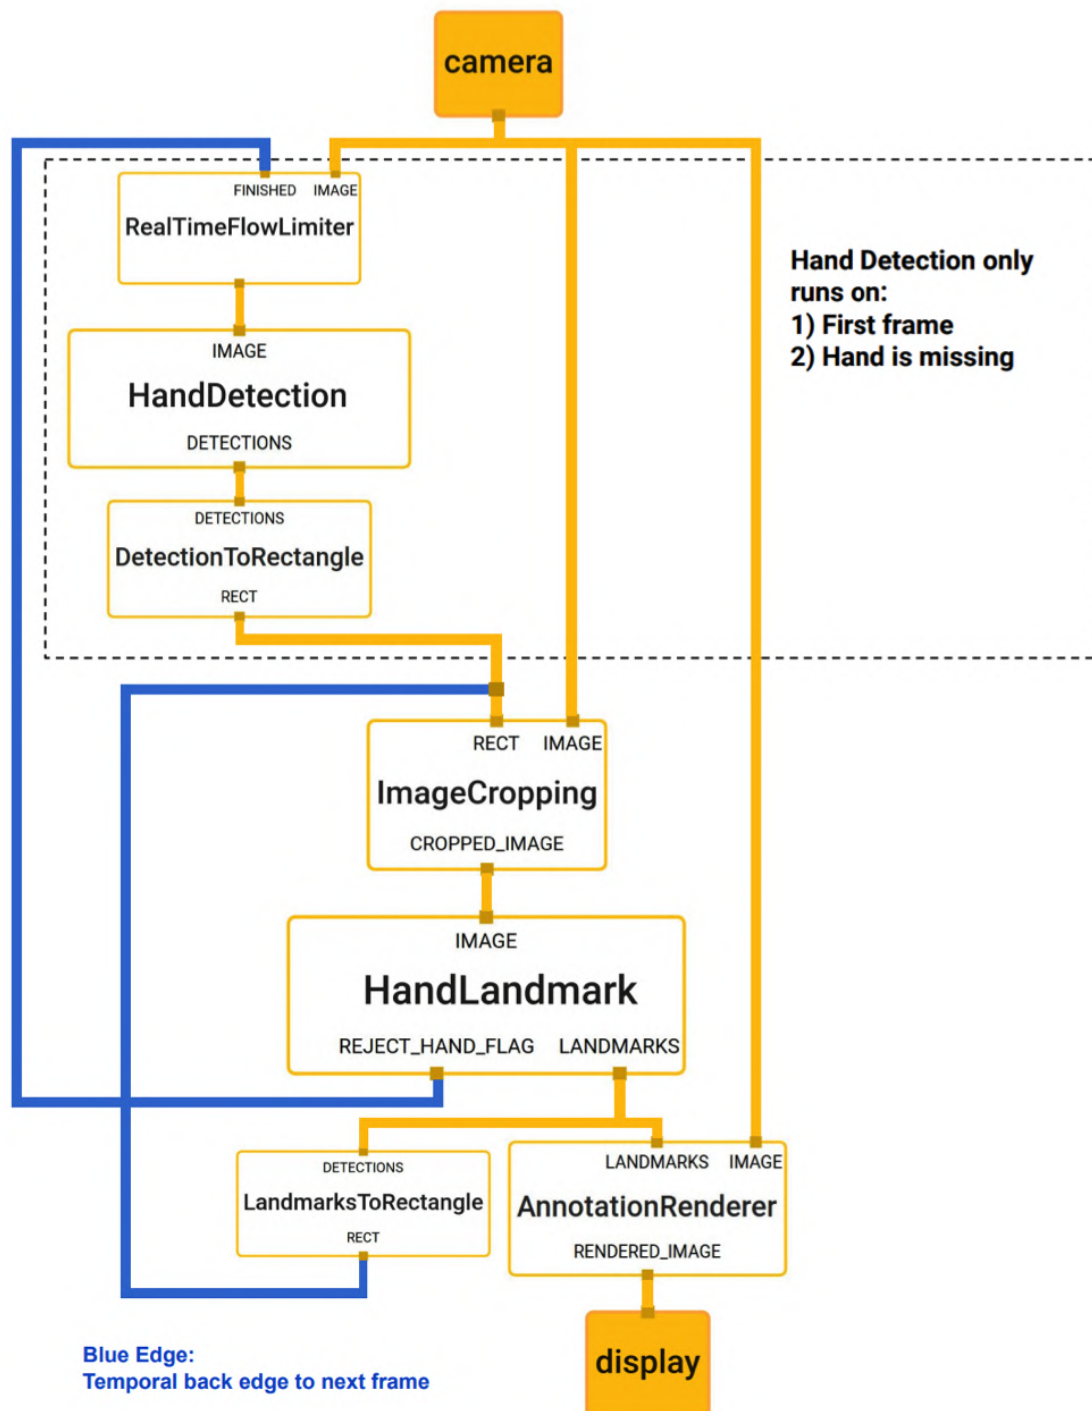 camera
FINISHED IMAGE
RealTimeFlowLimiter
Hand Detection only
runs on:
1) First frame
2) Hand is missing
IMAGE
HandDetection
DETECTIONS
DETECTIONS
DetectionToRectangle
RECT
RECT IMAGE
ImageCropping
CROPPED_IMAGE
IMAGE
HandLandmark
REJECT_HAND_FLAG LANDMARKS
DETECTIONS
LandmarksToRectangle
RECT
LANDMARKS IMAGE
AnnotationRenderer
RENDERED_IMAGE
display
Blue Edge:
Temporal back edge to next frame